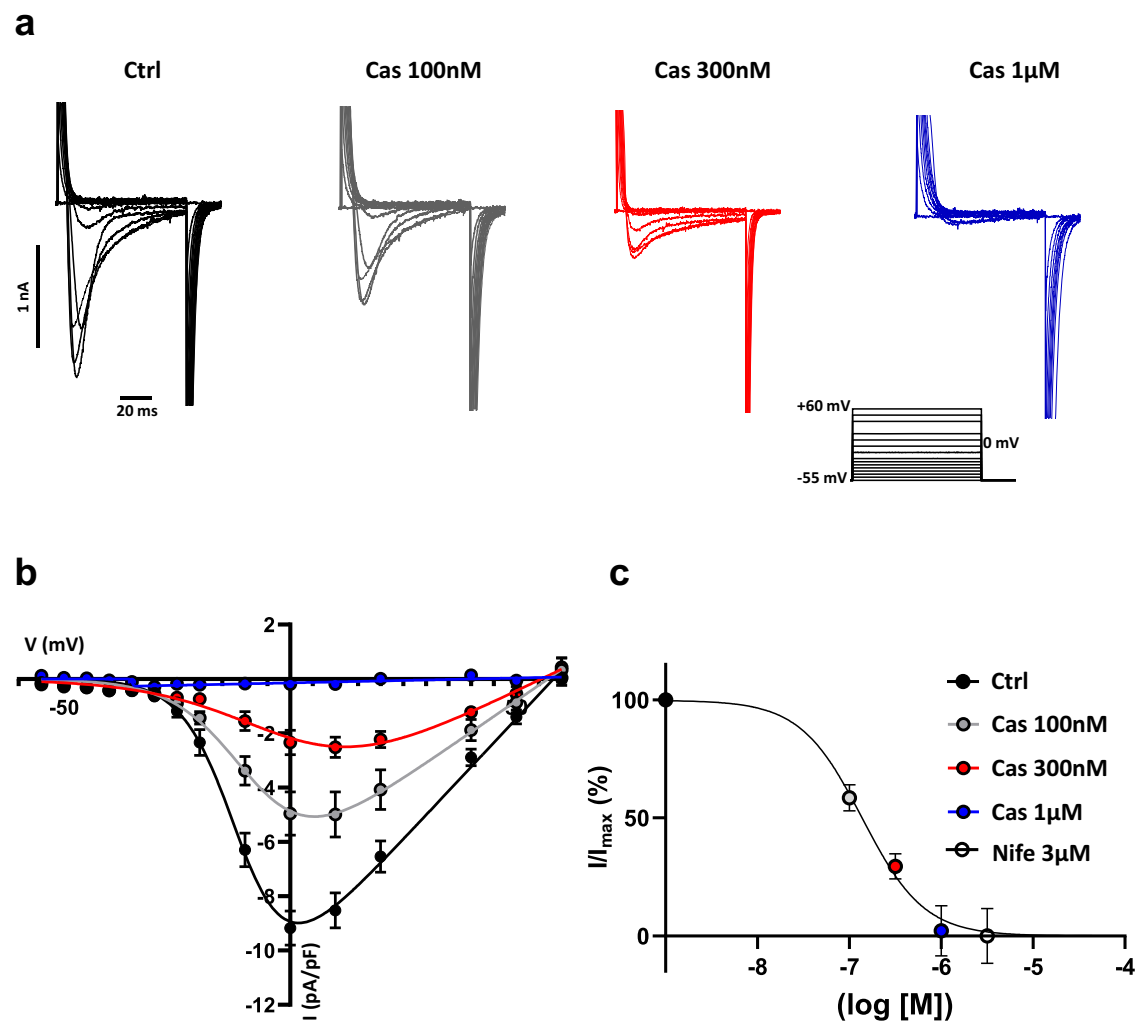 a
Ctrl
Cas 100nM
Cas 300nM
Cas 1µM
1 nA
20 ms
+60 mV
0 mV
-55 mV
b
V (mV)
-50
2
-2
-4
-6
-8
-10
-12
I (pA/pF)
c
I/Imax (%)
100
50
0
-8
-7
-6
-5
-4
(log [M])
Ctrl
Cas 100nM
Cas 300nM
Cas 1µM
Nife 3µM